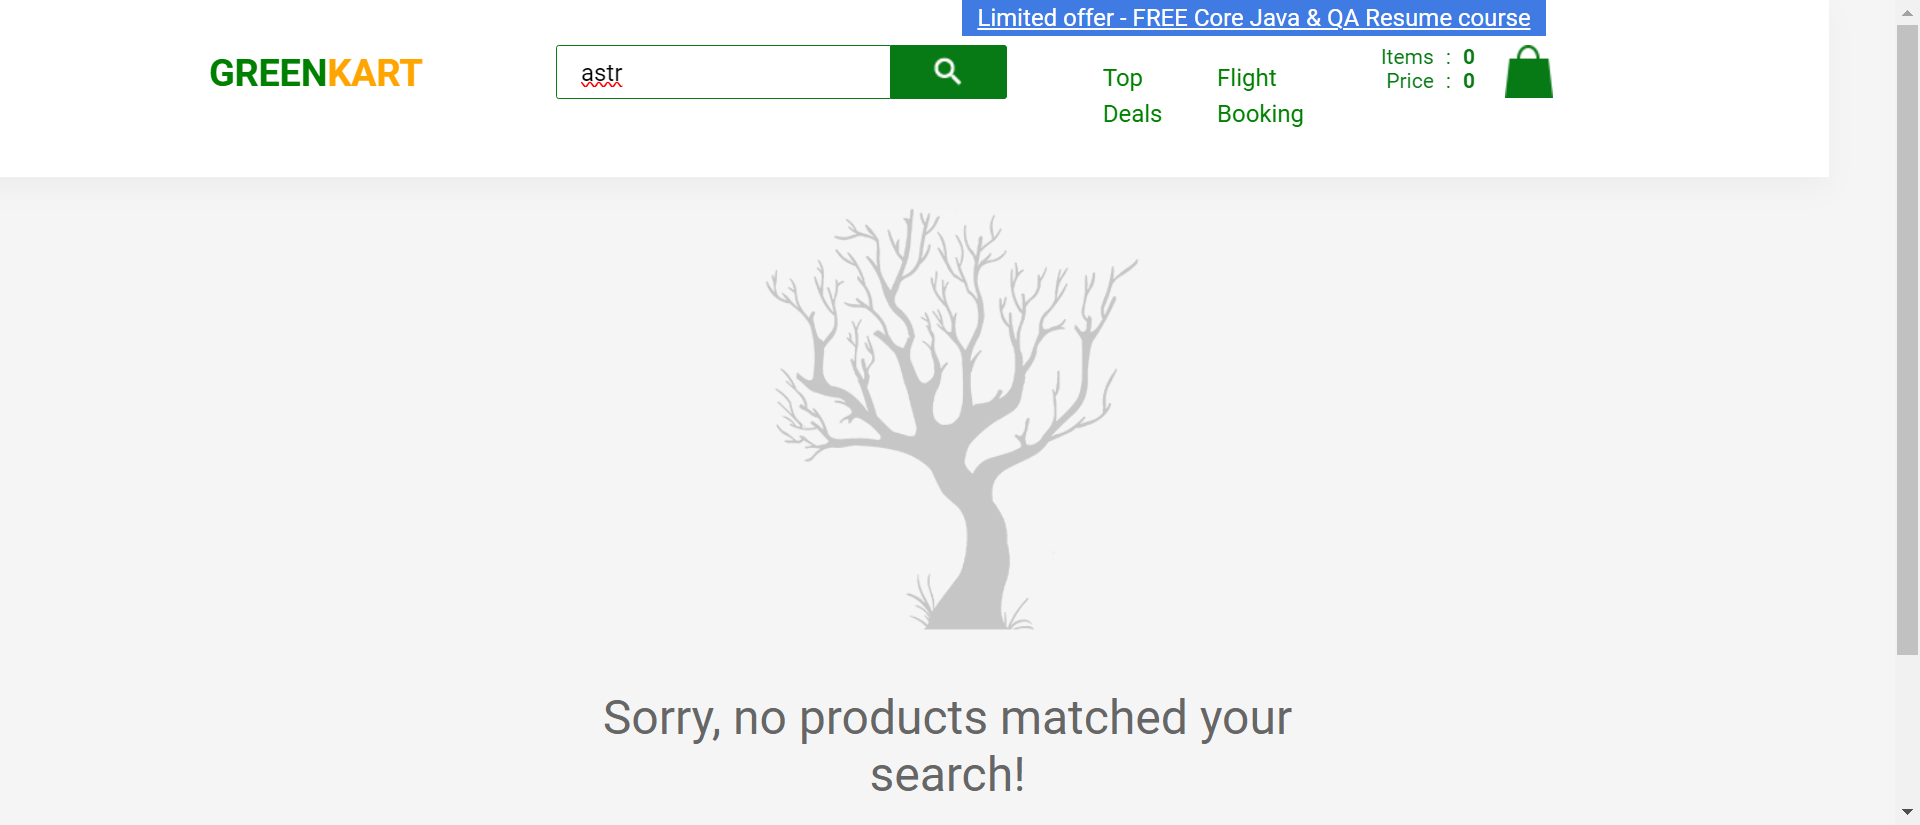 Limited offer - FREE Core Java & QA Resume course
GREENKART
astr
Top
Deals
Flight
Booking
Items : 0
Price : 0
Sorry, no products matched your
search!